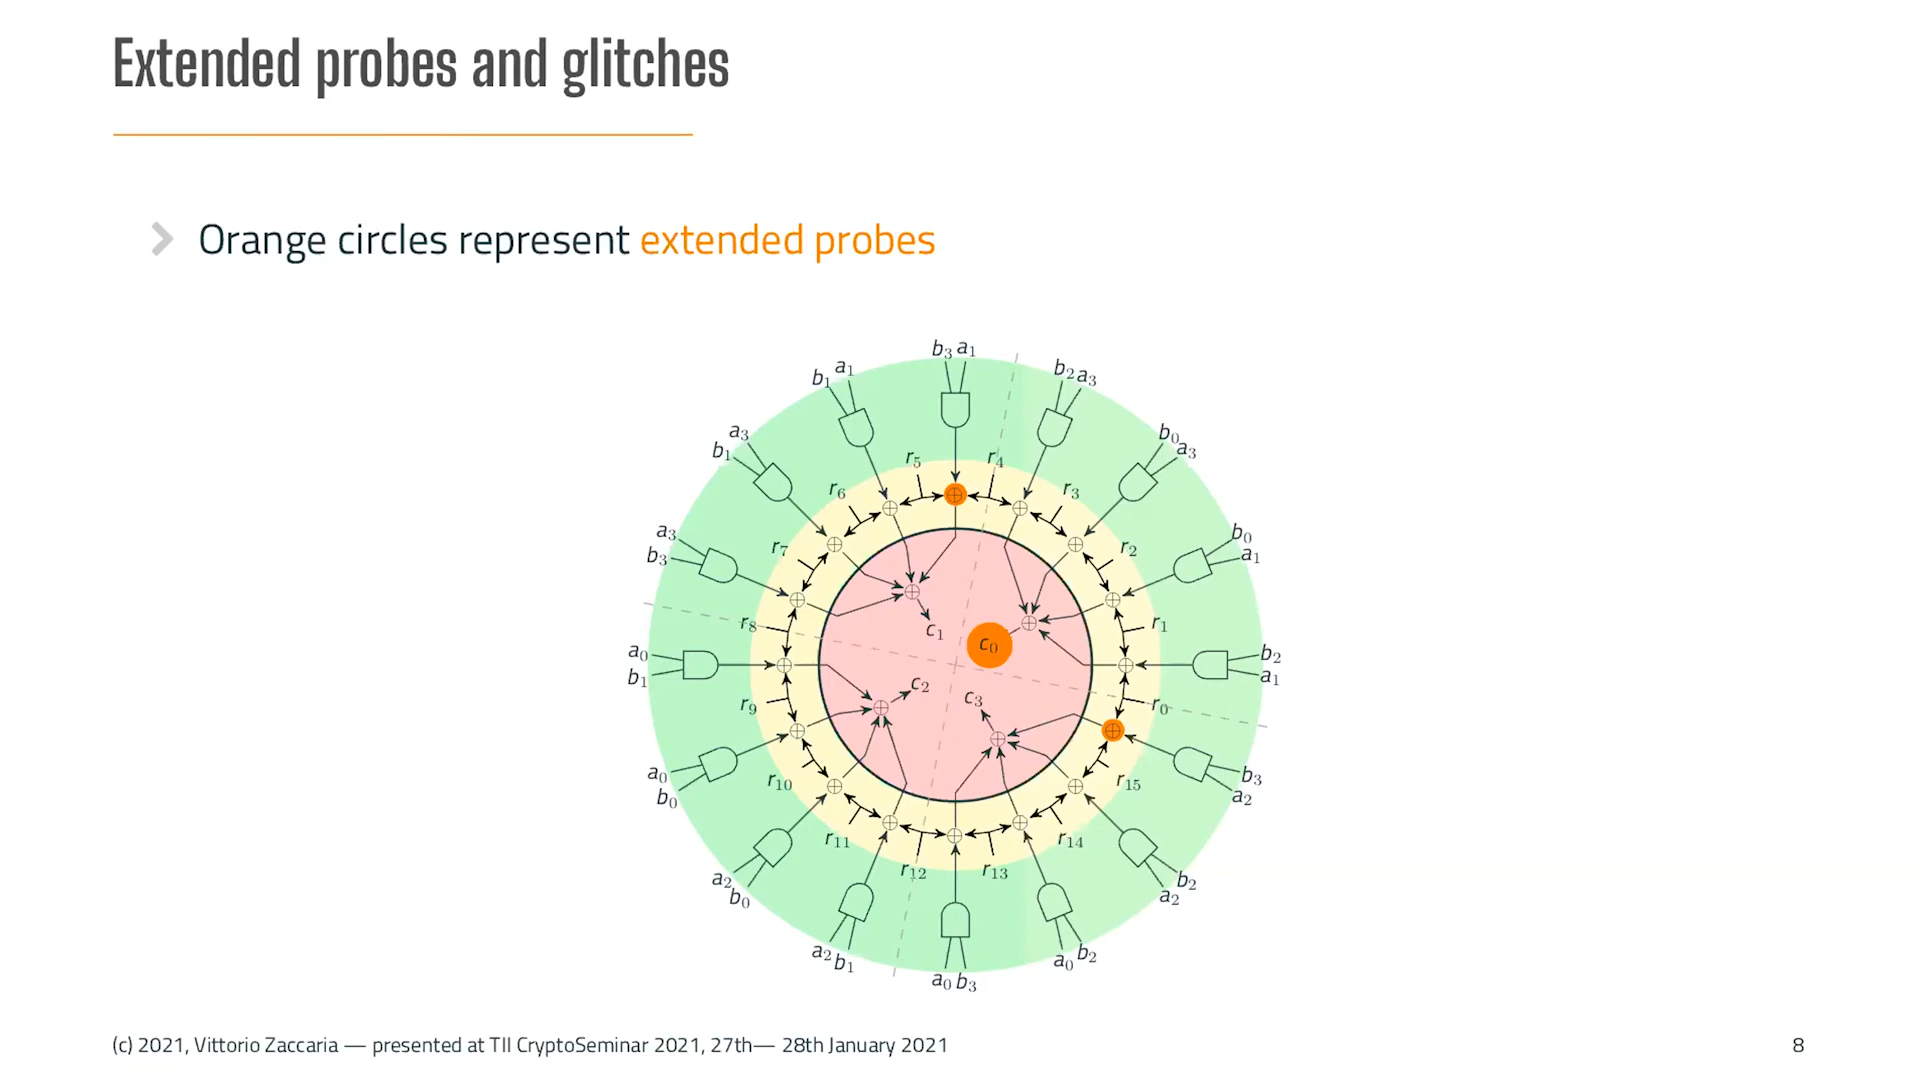 Extended probes and glitches
Orange circles represent extended probes
b₃ a₁
b₁ a₁
b₂ a₃
a₃
b₁
b₀
a₃
r₅
r₄
r₆
r₃
a₃
b₃
r₇
r₂
b₀
a₁
c₁
c₀
r₈
r₁
a₀
b₁
b₂
a₁
c₂
c₃
r₉
r₀
a₀
b₀
r₁₀
r₁₅
b₃
a₂
r₁₁
r₁₄
r₁₂
r₁₃
a₂
b₀
b₂
a₂
a₂ b₁
a₀ b₂
a₀ b₃
(c) 2021, Vittorio Zaccaria — presented at TII CryptoSeminar 2021, 27th— 28th January 2021
8